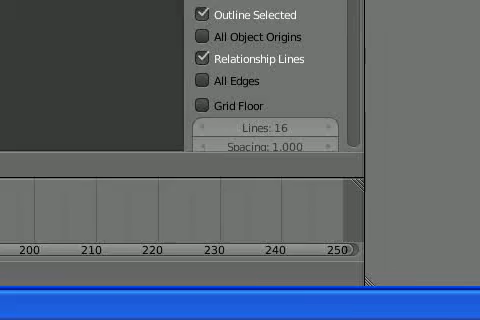 Outline Selected
All Object Origins
Relationship Lines
All Edges
Grid Floor
Lines: 16
Spacing: 1.000
200 210 220 230 240 250